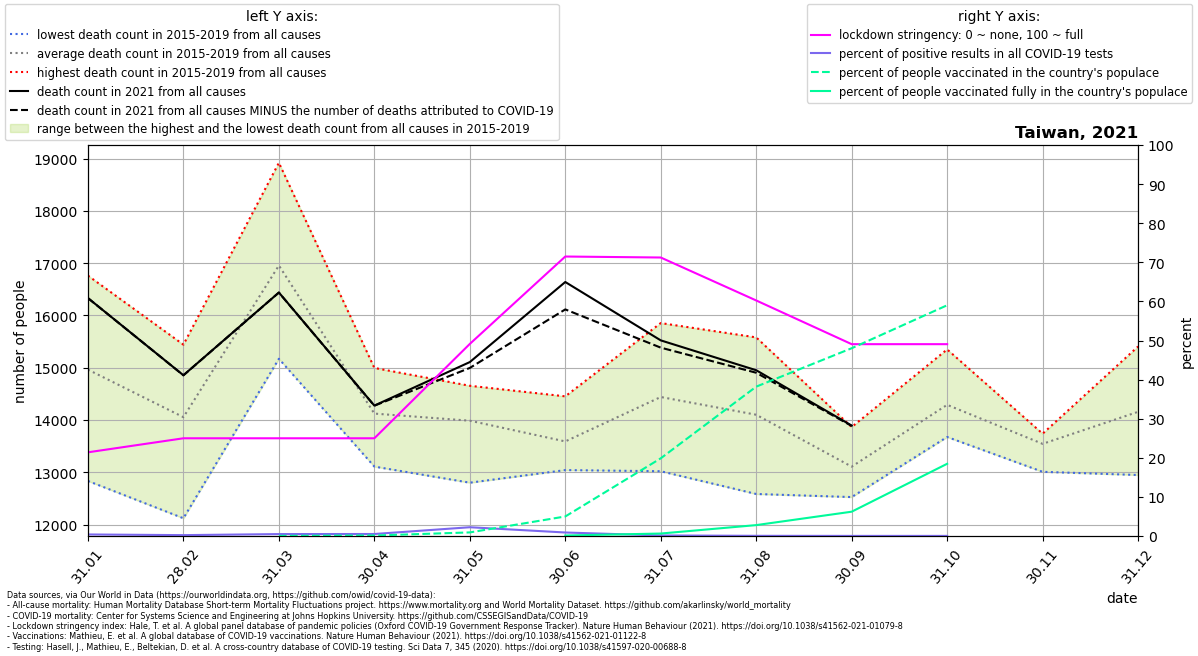 left Y axis:
lowest death count in 2015-2019 from all causes
average death count in 2015-2019 from all causes
highest death count in 2015-2019 from all causes
death count in 2021 from all causes
death count in 2021 from all causes MINUS the number of deaths attributed to COVID-19
range between the highest and the lowest death count from all causes in 2015-2019
right Y axis:
lockdown stringency: 0 ~ none, 100 ~ full
percent of positive results in all COVID-19 tests
percent of people vaccinated in the country's populace
percent of people vaccinated fully in the country's populace
Taiwan, 2021
number of people
19000
18000
17000
16000
15000
14000
13000
12000
100
90
80
70
60
50
40
30
20
10
0
percent
31.01
28.02
31.03
30.04
31.05
30.06
31.07
31.08
30.09
31.10
30.11
31.12
date
Data sources, via Our World in Data (https://ourworldindata.org, https://github.com/owid/covid-19-data):
- All-cause mortality: Human Mortality Database Short-term Mortality Fluctuations project. https://www.mortality.org and World Mortality Dataset. https://github.com/akarlinsky/world_mortality
- COVID-19 mortality: Center for Systems Science and Engineering at Johns Hopkins University. https://github.com/CSSEGISandData/COVID-19
- Lockdown stringency index: Hale, T. et al. A global panel database of pandemic policies (Oxford COVID-19 Government Response Tracker). Nature Human Behaviour (2021). https://doi.org/10.1038/s41562-021-01079-8
- Vaccinations: Mathieu, E. et al. A global database of COVID-19 vaccinations. Nature Human Behaviour (2021). https://doi.org/10.1038/s41562-021-01122-8
- Testing: Hasell, J., Mathieu, E., Beltekian, D. et al. A cross-country database of COVID-19 testing. Sci Data 7, 345 (2020). https://doi.org/10.1038/s41597-020-00688-8